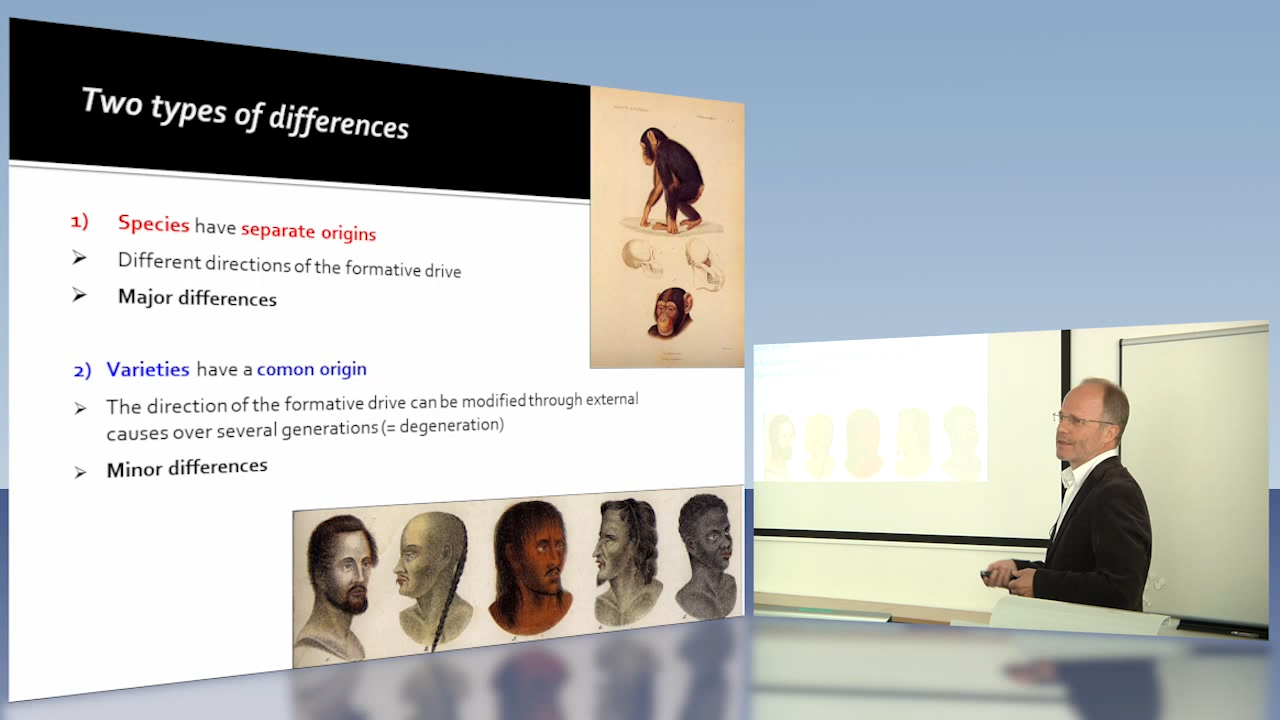 Two types of differences
1) Species have separate origins
➢ Different directions of the formative drive
➢ Major differences
2) Varieties have a comon origin
➢ The direction of the formative drive can be modified through external
causes over several generations (= degeneration)
➢ Minor differences